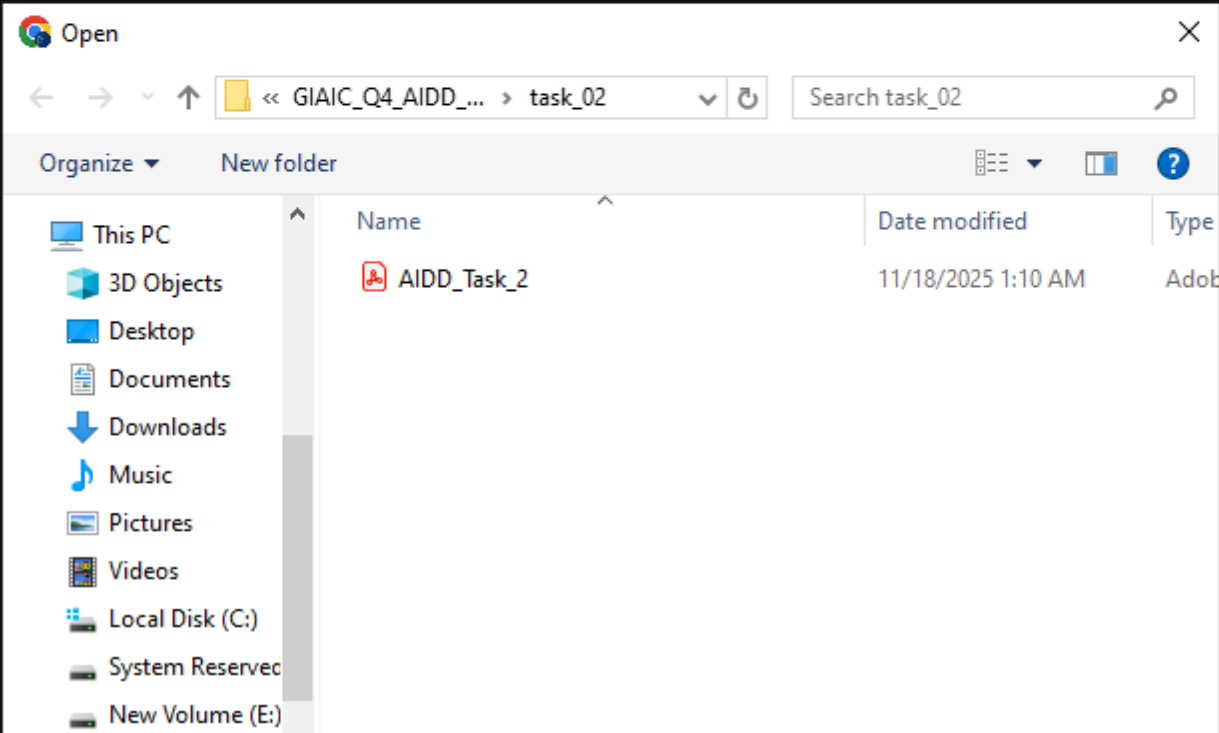 Open
« GIAIC_Q4_AIDD_... › task_02
Search task_02
Organize
New folder
?
Name
Date modified
Type
This PC
3D Objects
Desktop
Documents
Downloads
Music
Pictures
Videos
Local Disk (C:)
System Reserved
New Volume (E:)
AIDD_Task_2
11/18/2025 1:10 AM
Adob